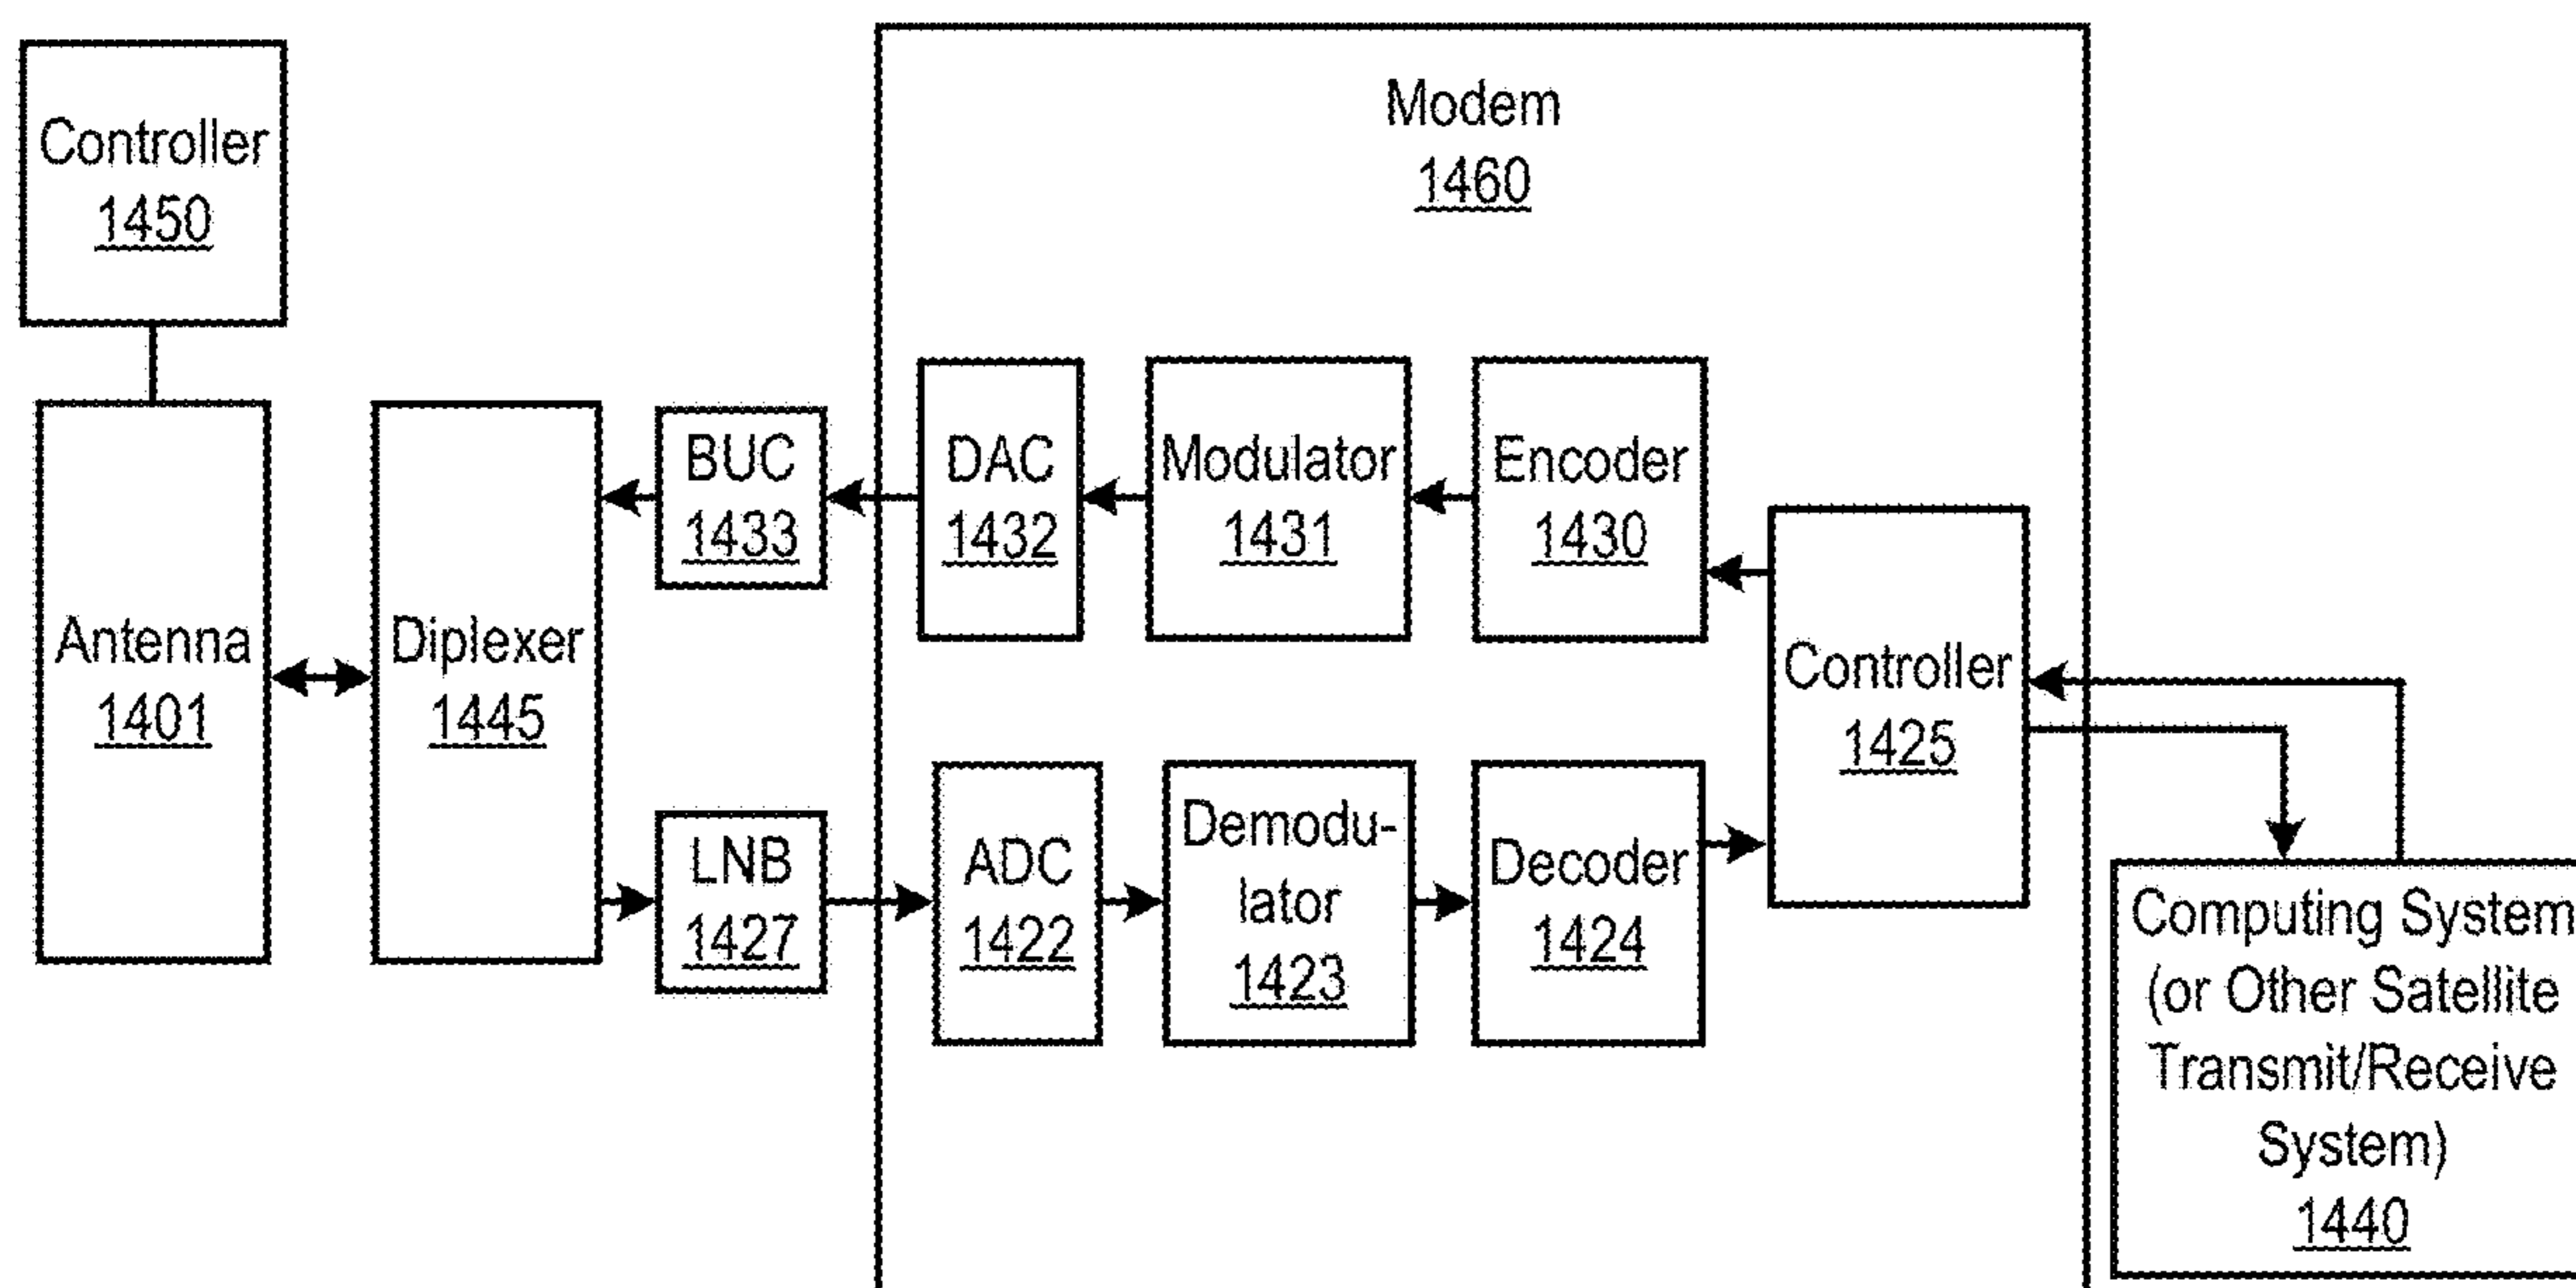 Controller
1450
Modem
1460
Antenna
1401
Diplexer
1445
BUC
1433
DAC
1432
Modulator
1431
Encoder
1430
Controller
1425
LNB
1427
ADC
1422
Demodu-
lator
1423
Decoder
1424
Computing System
(or Other Satellite
Transmit/Receive
System)
1440